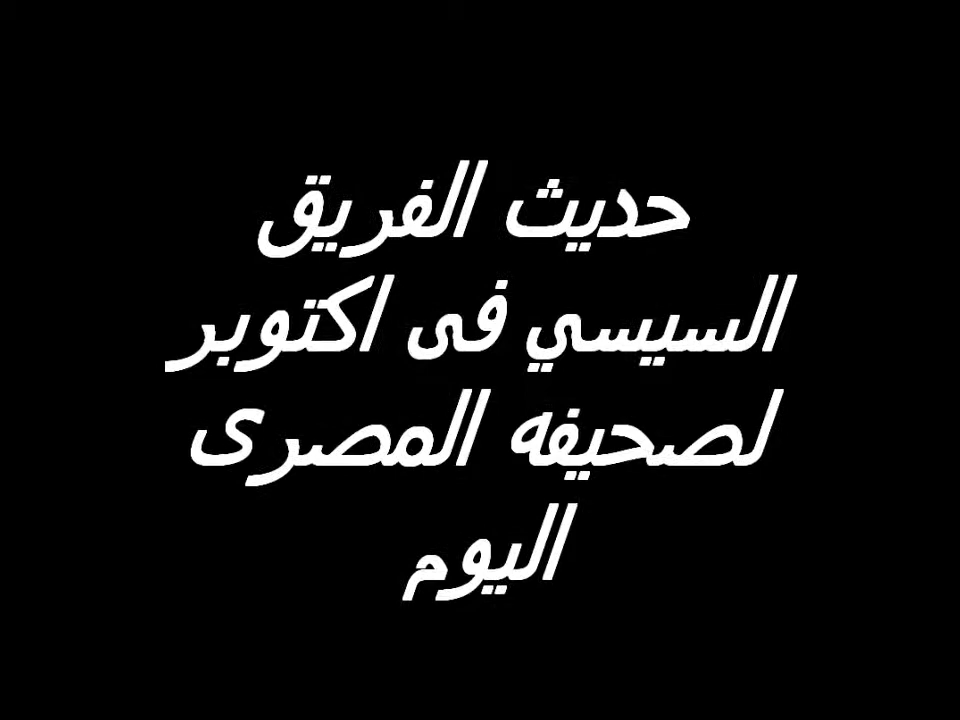 حديث الفريق
السيسي فى اكتوبر
لصحيفه المصرى
اليوم